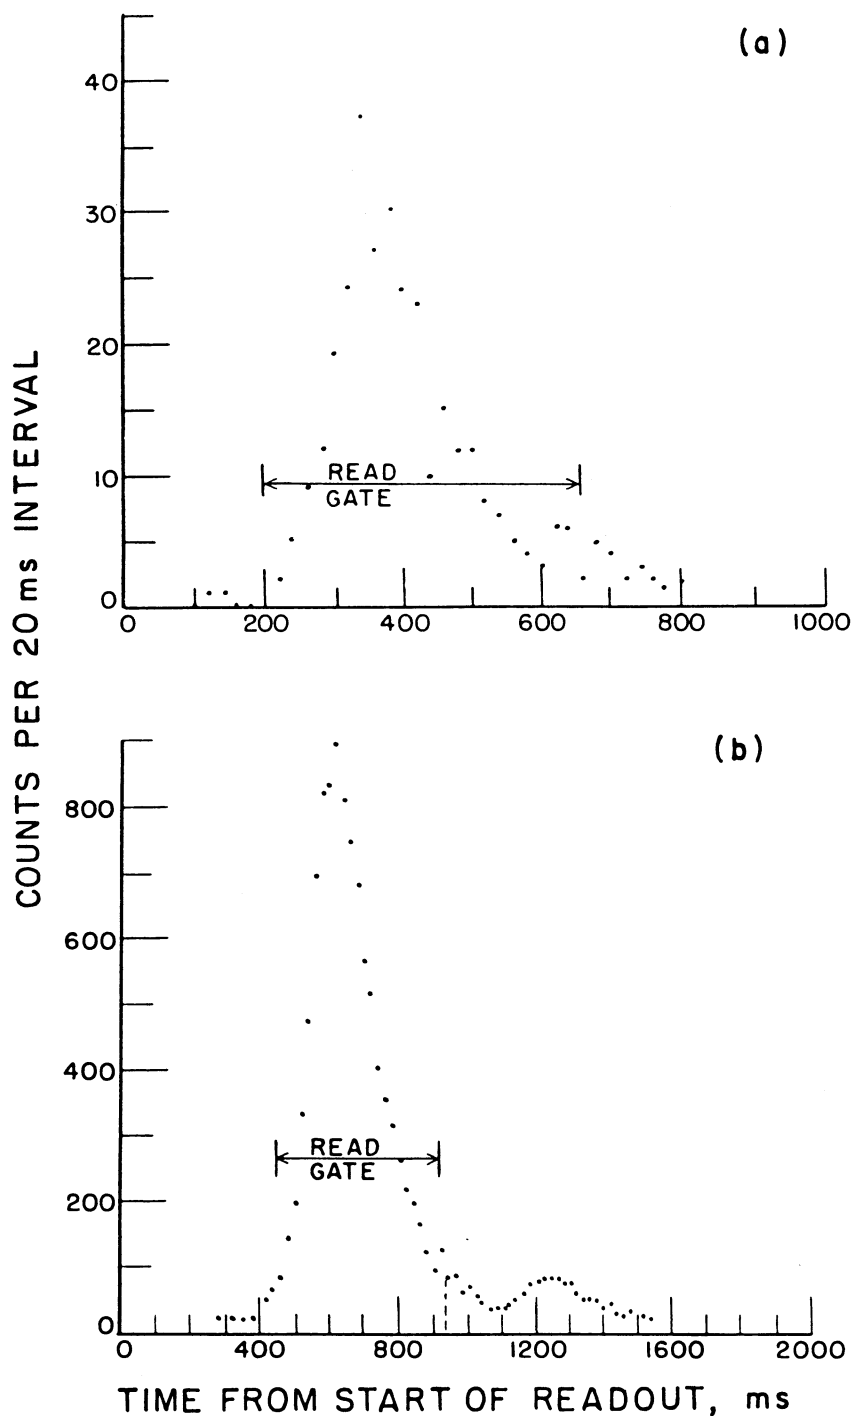 COUNTS PER 20 ms INTERVAL
(a)
40
30
20
10
0
READ
GATE
0 200 400 600 800 1000
(b)
800
600
400
200
0
READ
GATE
0 400 800 1200 1600 2000
TIME FROM START OF READOUT, ms